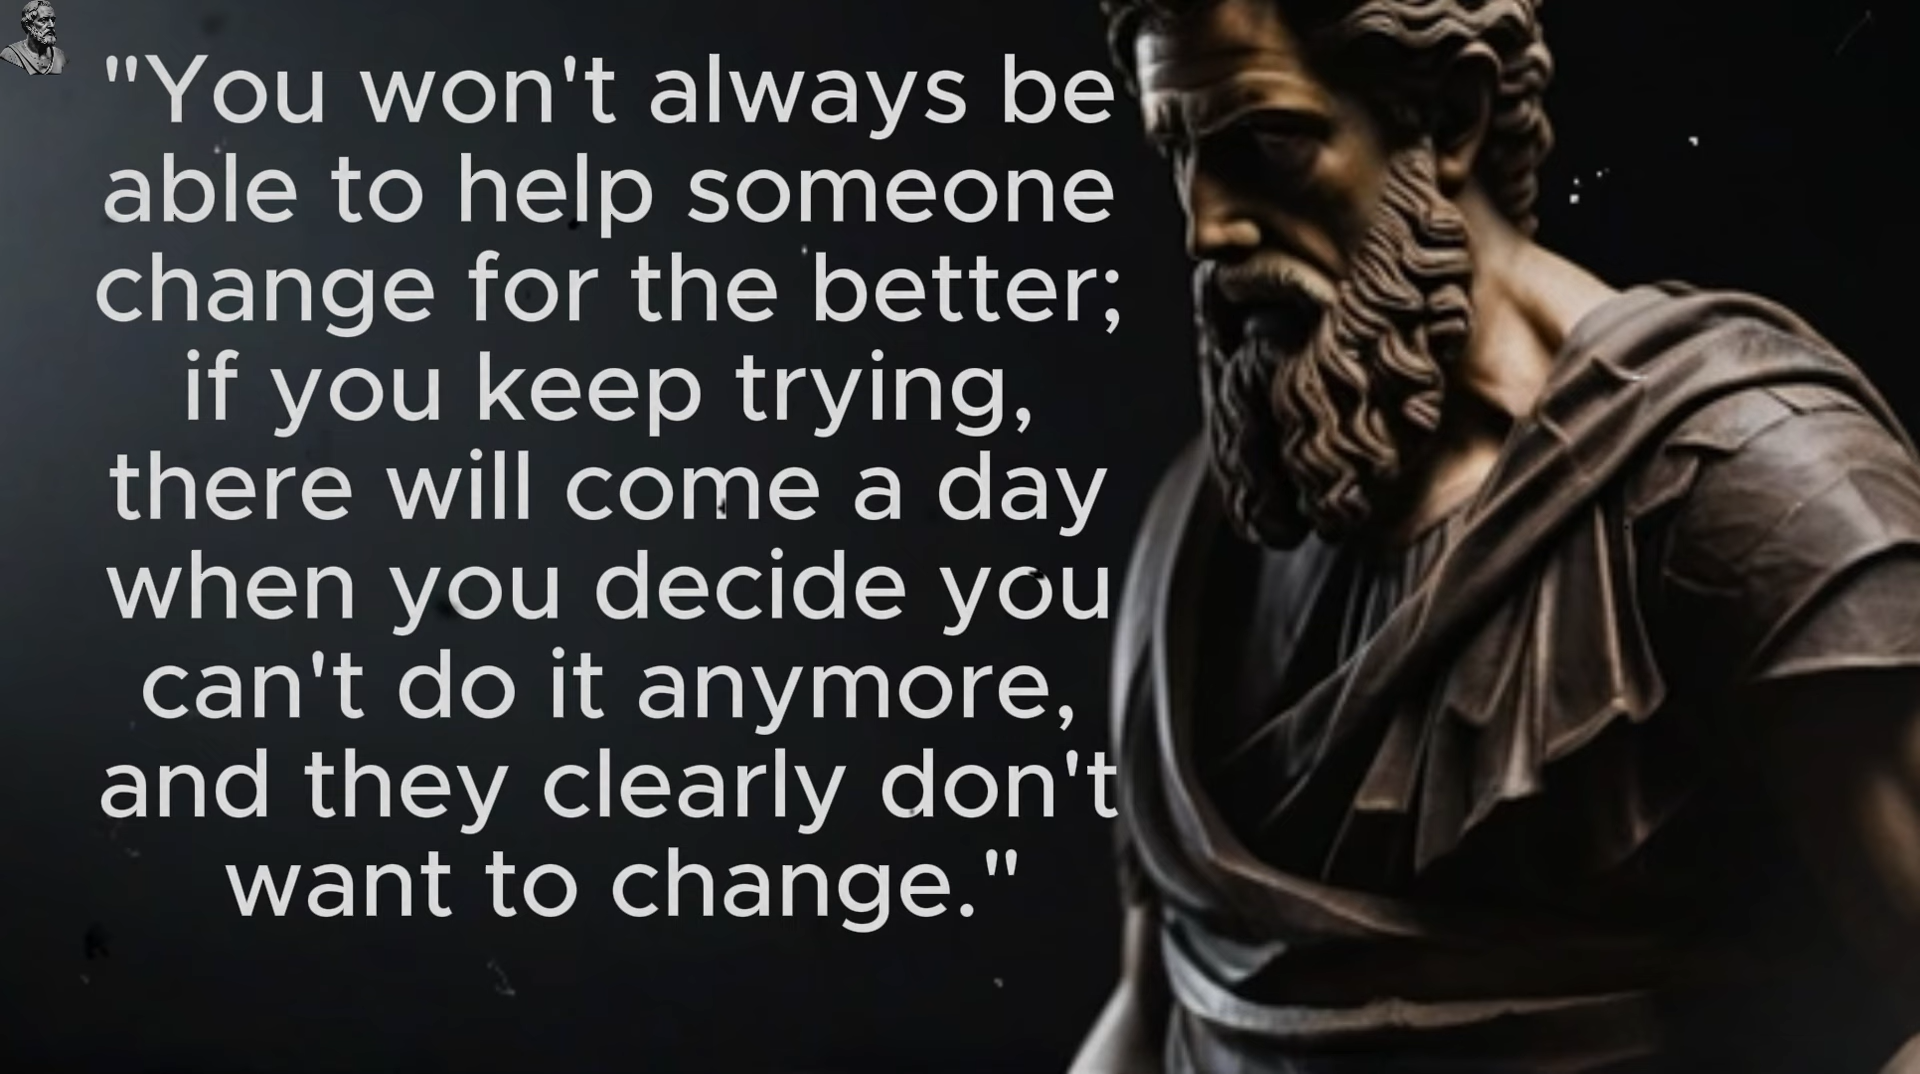 "You won't always be
able to help someone
change for the better;
if you keep trying,
there will come a day
when you decide you
can't do it anymore,
and they clearly don't
want to change."